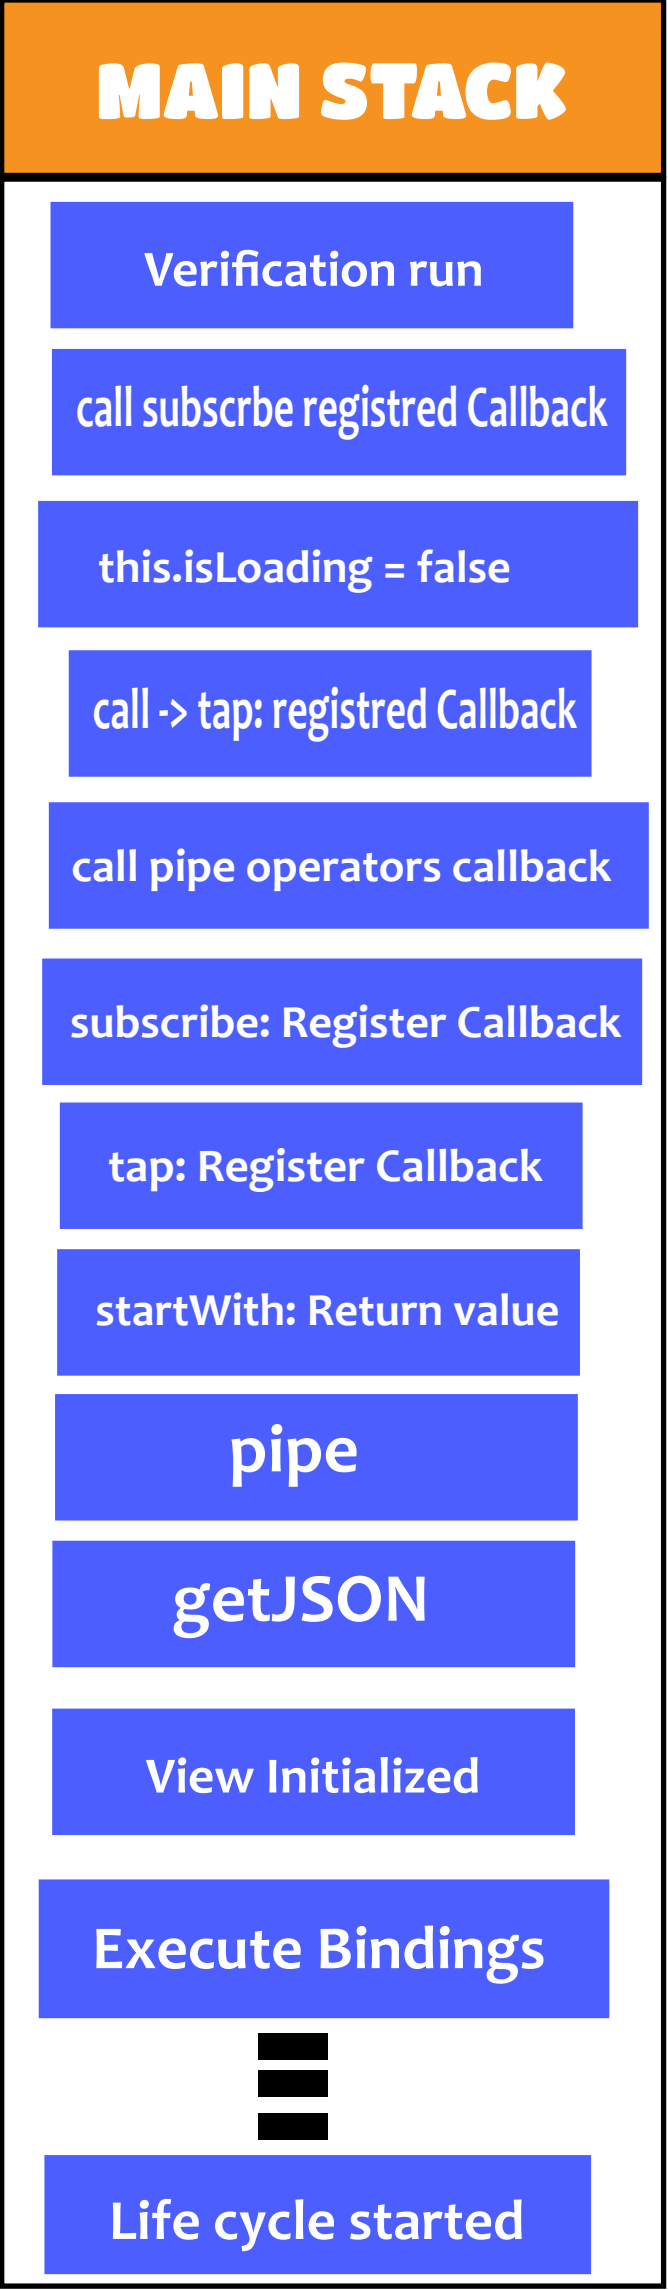 MAIN STACK
Verification run
call subscrbe registred Callback
this.isLoading = false
call -> tap: registred Callback
call pipe operators callback
subscribe: Register Callback
tap: Register Callback
startWith: Return value
pipe
getJSON
View Initialized
Execute Bindings
Life cycle started